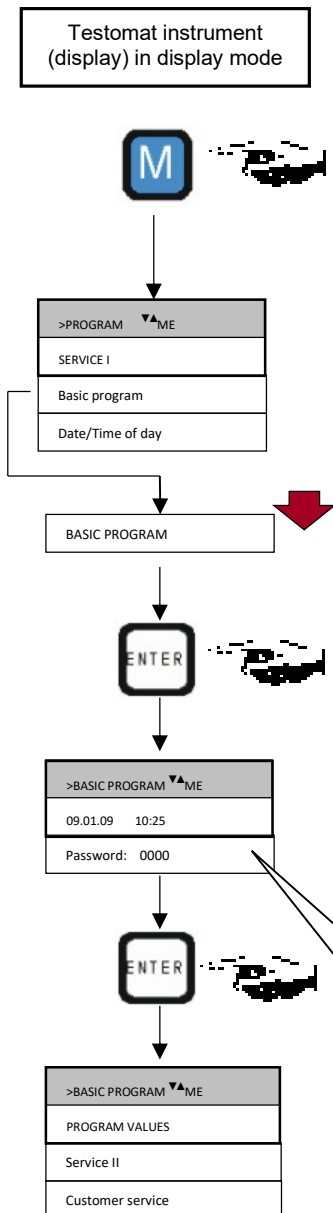 Testomat instrument
(display) in display mode
M
>PROGRAM ▼▲ME
SERVICE I
Basic program
Date/Time of day
BASIC PROGRAM
ENTER
>BASIC PROGRAM ▼▲ME
09.01.09 10:25
Password: 0000
ENTER
>BASIC PROGRAM ▼▲ME
PROGRAM VALUES
Service II
Customer service